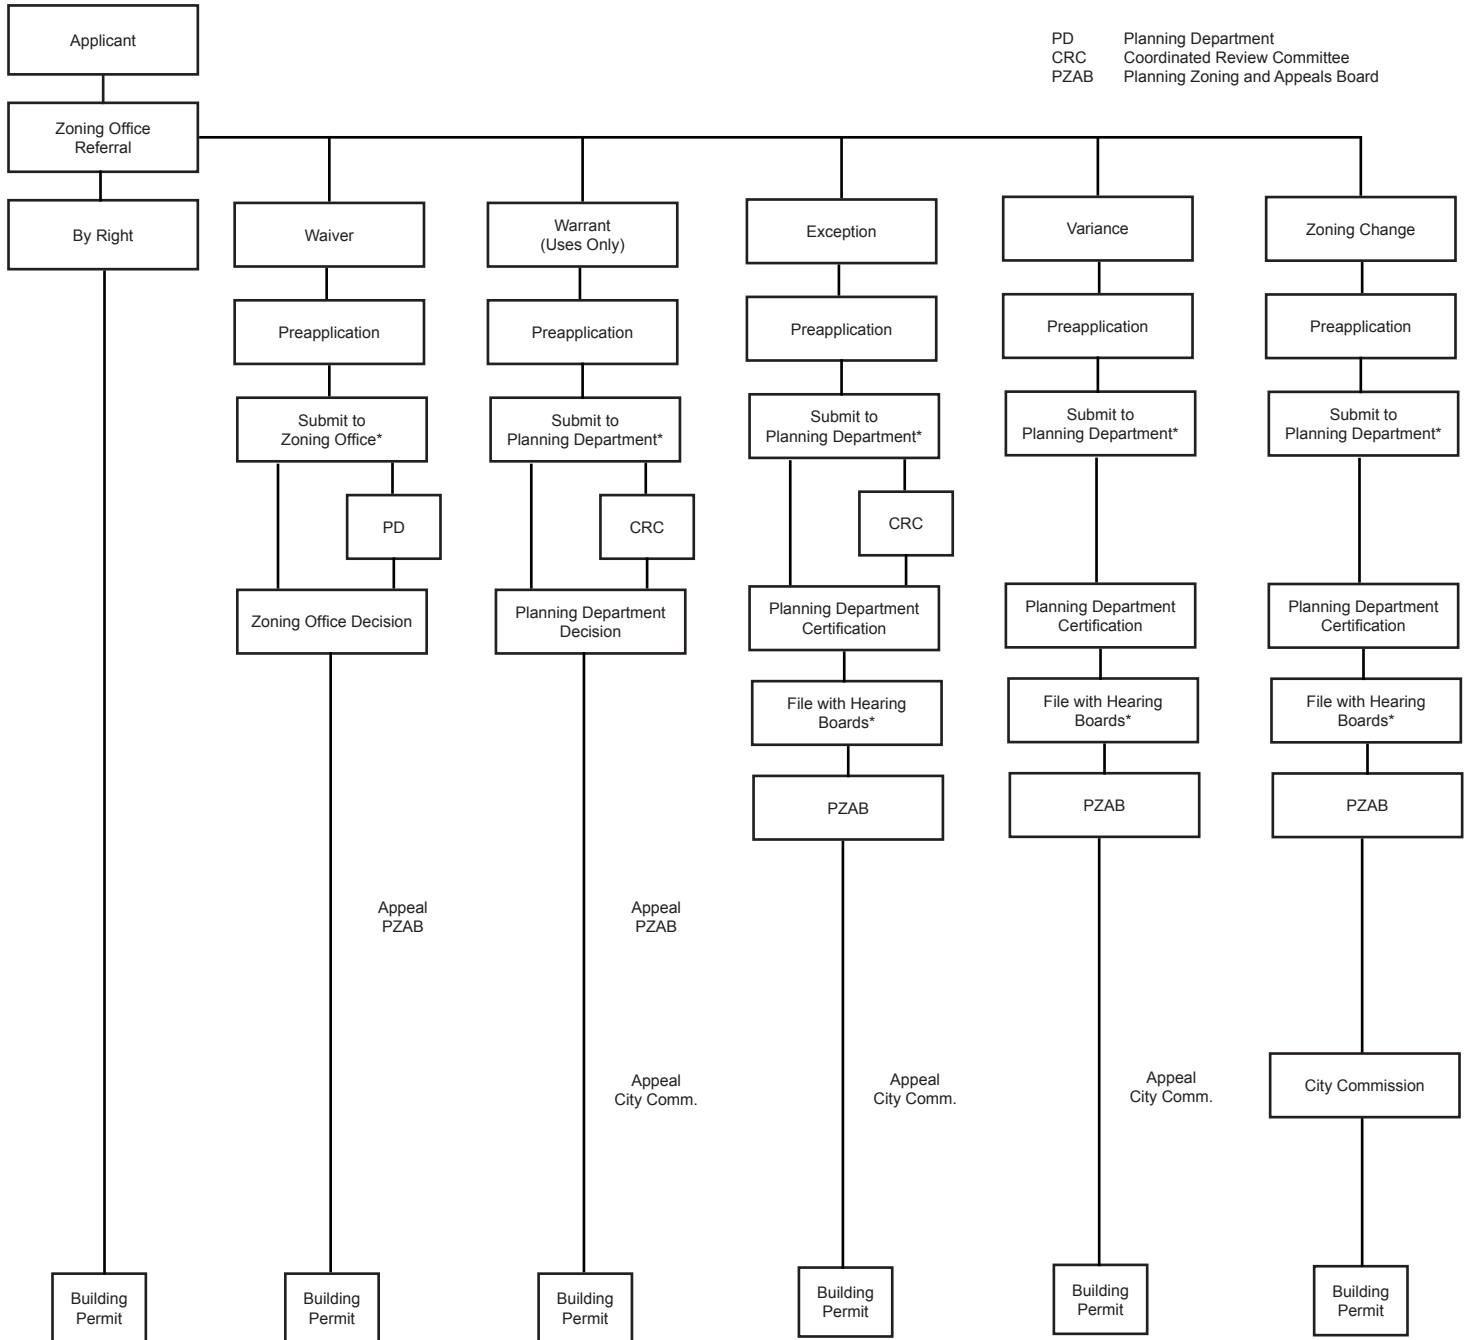 Applicant
PD Planning Department
CRC Coordinated Review Committee
PZAB Planning Zoning and Appeals Board
Zoning Office
Referral
By Right
Waiver
Warrant
(Uses Only)
Exception
Variance
Zoning Change
Preapplication
Preapplication
Preapplication
Preapplication
Preapplication
Submit to
Zoning Office*
Submit to
Planning Department*
Submit to
Planning Department*
Submit to
Planning Department*
Submit to
Planning Department*
PD
CRC
CRC
Zoning Office Decision
Planning Department
Decision
Planning Department
Certification
Planning Department
Certification
Planning Department
Certification
File with Hearing
Boards*
File with Hearing
Boards*
File with Hearing
Boards*
PZAB
PZAB
PZAB
Appeal
PZAB
Appeal
PZAB
Appeal
City Comm.
Appeal
City Comm.
Appeal
City Comm.
City Commission
Building
Permit
Building
Permit
Building
Permit
Building
Permit
Building
Permit
Building
Permit